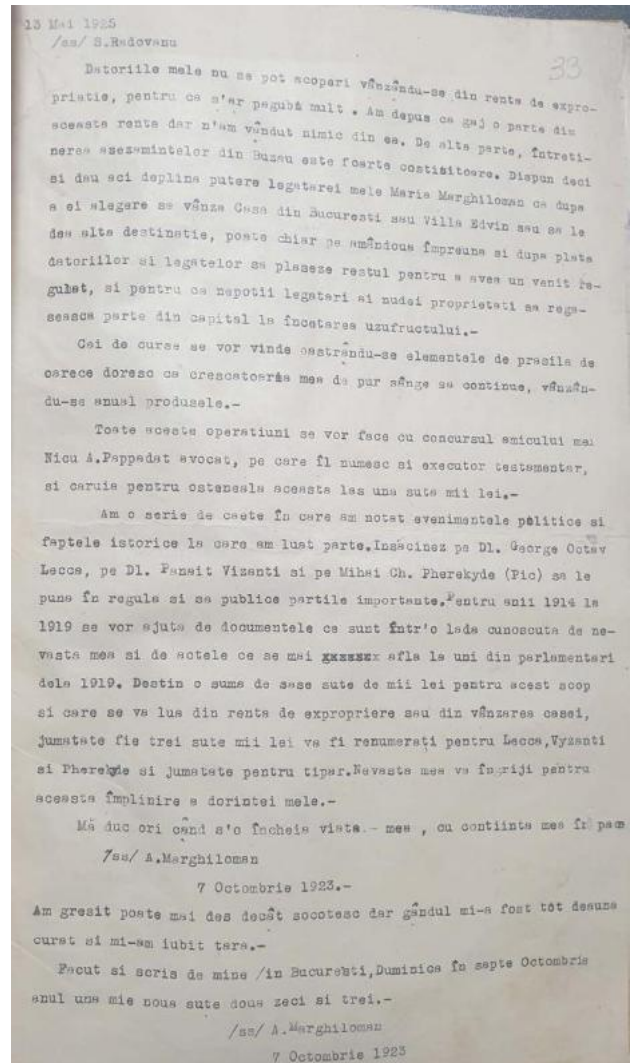 13 Mai 1925
/ss/ S.Radovanu
33
Datoriile mele nu se pot acoperi vânzându-se din renta de expro-
priatie, pentru ca s'ar pagubă mult . Am depus ca gaj o parte din
aceasta renta dar n'am vândut nimic din ea. De alta parte, întreti-
nerea asezamintelor din Buzau este foarte costisitoare. Dispun deci
si dau aci deplina putere legatarei mele Maria Marghiloman ca dupa
a ei alegere sa vânza Casa din Bucuresti sau Villa Edvin sau sa le
dea alta destinatie, poate chiar pe amândoua împreuna si dupa plata
datoriilor si legatelor sa plaseze restul pentru a avea un venit re-
gulat, si pentru ca nepotii legatari ai nudei proprietati sa rega-
seasca parte din capital la încetarea uzufructului.-
Cai de curse se vor vinde pastrându-se elementele de prasila de
oarece doresc ca crescatoaria mea de pur sânge sa continue, vânzân-
du-se anual produsele.-
Toate aceste operatiuni se vor face cu concursul amicului meu
Nicu A.Pappadat avocat, pe care îl numesc si executor testamentar,
si caruia pentru osteneala aceasta las una suta mii lei.-
Am o serie de caete în care am notat evenimentele politice si
faptele istorice la care am luat parte.Insacinez pe Dl. George Octav
Lecca, pe Dl. Panait Vizanti si pe Mihai Ch. Pherekyde (Pic) sa le
puna în regula si sa publice partile importante.Pentru anii 1914 la
1919 se vor ajuta de documentele ce sunt într'o lada cunoscuta de ne-
vasta mea si de actele ce se mai afla la uni din parlamentari
dela 1919. Destin o suma de sase sute de mii lei pentru acest scop
si care se va lua din renta de expropriere sau din vânzarea casei,
jumatate fie trei sute mii lei va fi renumerati pentru Lecca,Vyzanti
si Pherekyde si jumatate pentru tipar.Nevasta mea va îngriji pentru
aceasta împlinire a dorintei mele.-
Mă duc ori când s'o încheia viata.- mea , cu contiinta mea în pace
/ss/ A.Marghiloman
7 Octombrie 1923.-
Am gresit poate mai des decât socotesc dar gândul mi-a fost tot deauna
curat si mi-am iubit tara.-
Facut si scris de mine /in Bucuresti,Duminica în sapte Octombrie
anul una mie noua sute doua zeci si trei.-
/ss/ A.Marghiloman
7 Octombrie 1923